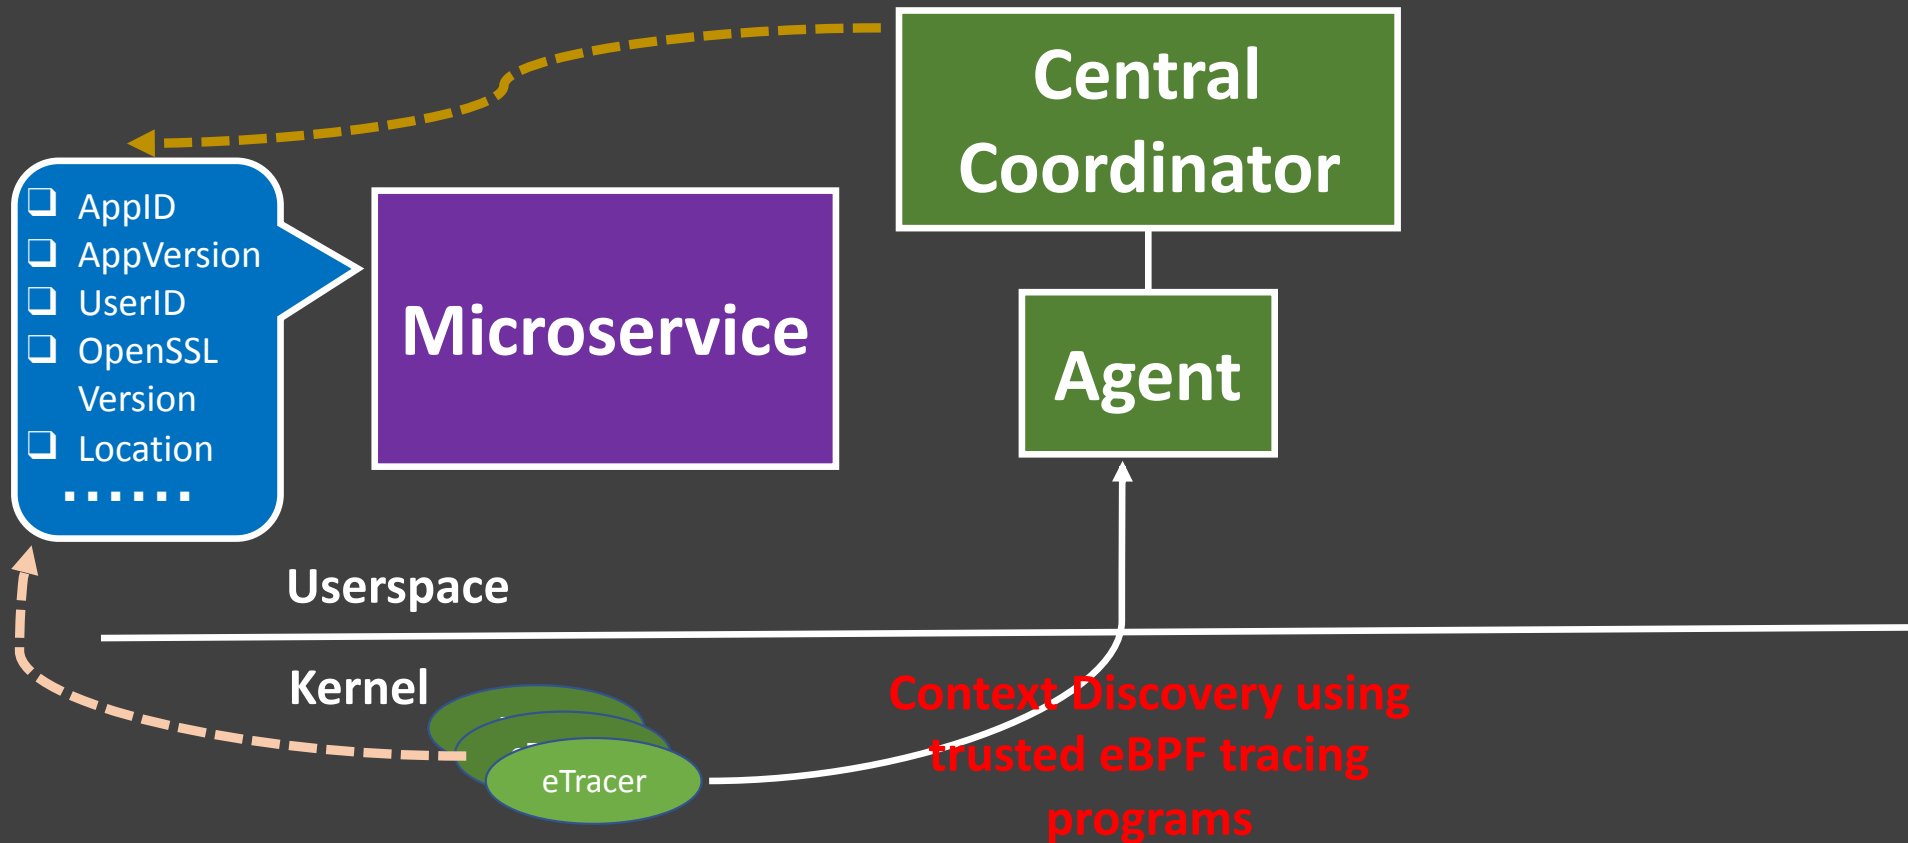 Central
Coordinator
AppID
AppVersion
UserID
OpenSSL
Version
Location
......
Microservice
Agent
Userspace
Kernel
eTracer
Context Discovery using
trusted eBPF tracing
programs